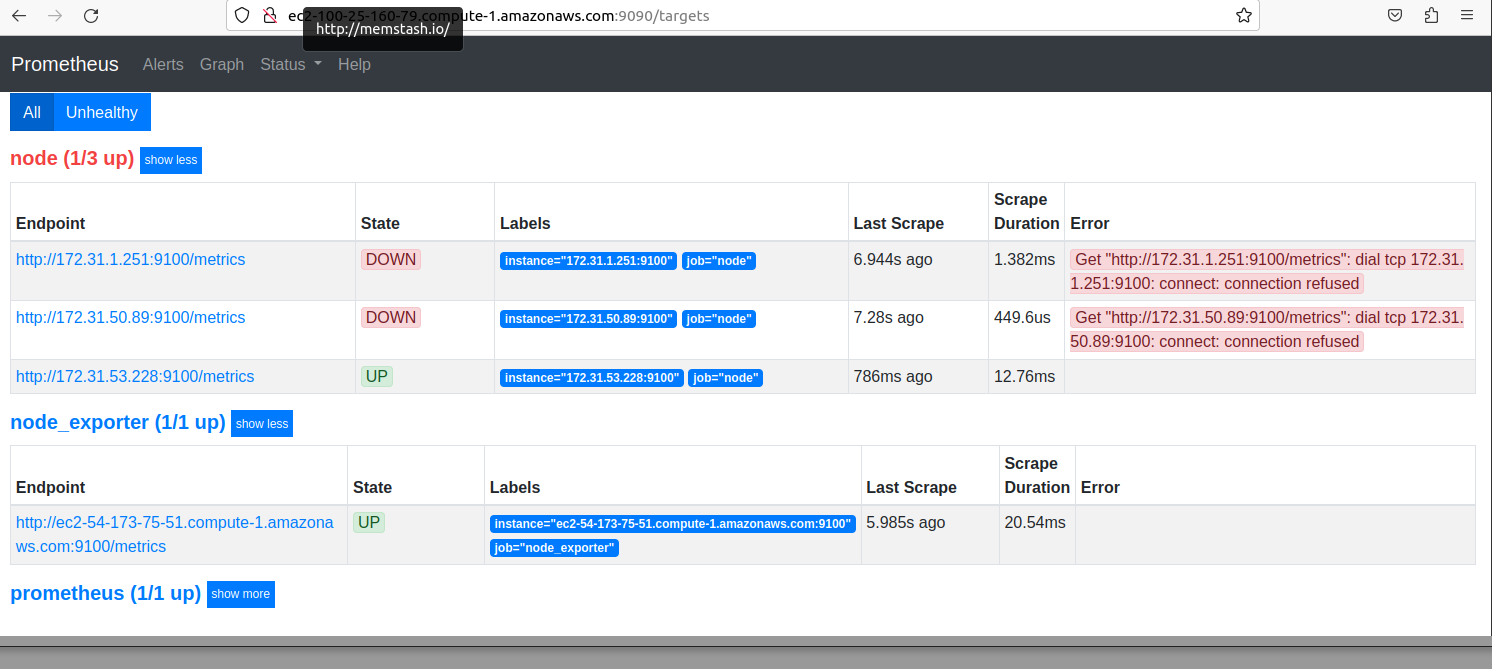 ec2-100-25-160-79.compute-1.amazonaws.com:9090/targets
http://memstash.io/
Prometheus Alerts Graph Status Help
All Unhealthy
node (1/3 up) show less
Scrape
Endpoint State Labels Last Scrape Duration Error
http://172.31.1.251:9100/metrics DOWN instance="172.31.1.251:9100" job="node" 6.944s ago 1.382ms Get "http://172.31.1.251:9100/metrics": dial tcp 172.31.
1.251:9100: connect: connection refused
http://172.31.50.89:9100/metrics DOWN instance="172.31.50.89:9100" job="node" 7.28s ago 449.6us Get "http://172.31.50.89:9100/metrics": dial tcp 172.31.
50.89:9100: connect: connection refused
http://172.31.53.228:9100/metrics UP instance="172.31.53.228:9100" job="node" 786ms ago 12.76ms
node_exporter (1/1 up) show less
Scrape
Endpoint State Labels Last Scrape Duration Error
http://ec2-54-173-75-51.compute-1.amazona UP instance="ec2-54-173-75-51.compute-1.amazonaws.com:9100" 5.985s ago 20.54ms
ws.com:9100/metrics job="node_exporter"
prometheus (1/1 up) show more